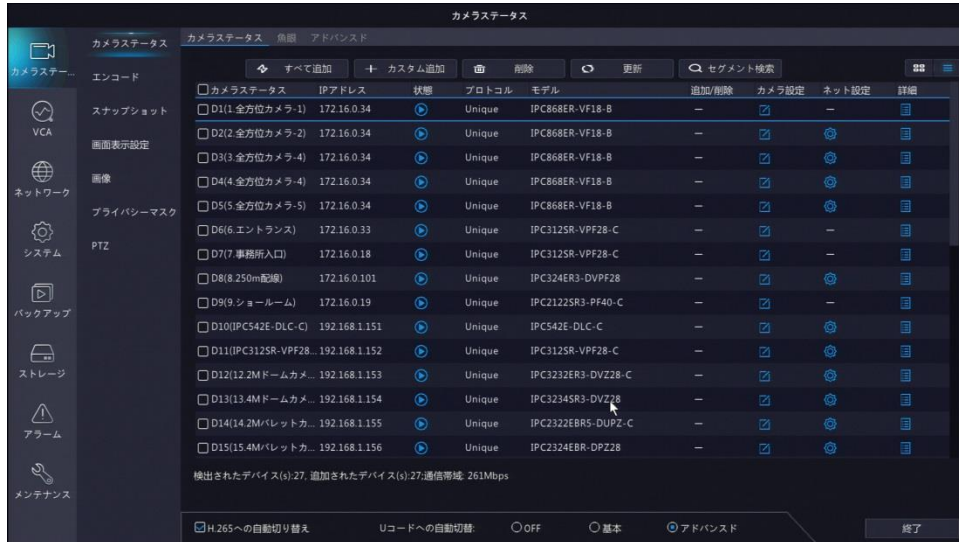 カメラステータス
カメラステー...
VCA
ネットワーク
システム
バックアップ
ストレージ
アラーム
メンテナンス
カメラステータス
エンコード
スナップショット
画面表示設定
画像
プライバシーマスク
PTZ
カメラステータス 魚眼 アドバンスド
すべて追加 カスタム追加 削除 更新 セグメント検索
カメラステータス IPアドレス 状態 プロトコル モデル 追加/削除 カメラ設定 ネット設定 詳細
D1(1.全方位カメラ-1) 172.16.0.34 Unique IPC868ER-VF18-B —
D2(2.全方位カメラ-2) 172.16.0.34 Unique IPC868ER-VF18-B —
D3(3.全方位カメラ-4) 172.16.0.34 Unique IPC868ER-VF18-B —
D4(4.全方位カメラ-4) 172.16.0.34 Unique IPC868ER-VF18-B —
D5(5.全方位カメラ-5) 172.16.0.34 Unique IPC868ER-VF18-B —
D6(6.エントランス) 172.16.0.33 Unique IPC312SR-VPF28-C — —
D7(7.事務所入口) 172.16.0.18 Unique IPC312SR-VPF28-C — —
D8(8.250m配線) 172.16.0.101 Unique IPC324ER3-DVPF28 —
D9(9.ショールーム) 172.16.0.19 Unique IPC2122SR3-PF40-C — —
D10(IPC542E-DLC-C) 192.168.1.151 Unique IPC542E-DLC-C —
D11(IPC312SR-VPF28... 192.168.1.152 Unique IPC312SR-VPF28-C —
D12(12.2Mドームカメ... 192.168.1.153 Unique IPC3232ER3-DVZ28-C —
D13(13.4Mドームカメ... 192.168.1.154 Unique IPC3234SR3-DVZ28 —
D14(14.2Mバレットカ... 192.168.1.155 Unique IPC2322EBR5-DUPZ-C —
D15(15.4Mバレットカ... 192.168.1.156 Unique IPC2324EBR-DPZ28 —
検出されたデバイス(s):27, 追加されたデバイス(s):27;通信帯域: 261Mbps
H.265への自動切り替え Uコードへの自動切替: OFF 基本 アドバンスド 終了